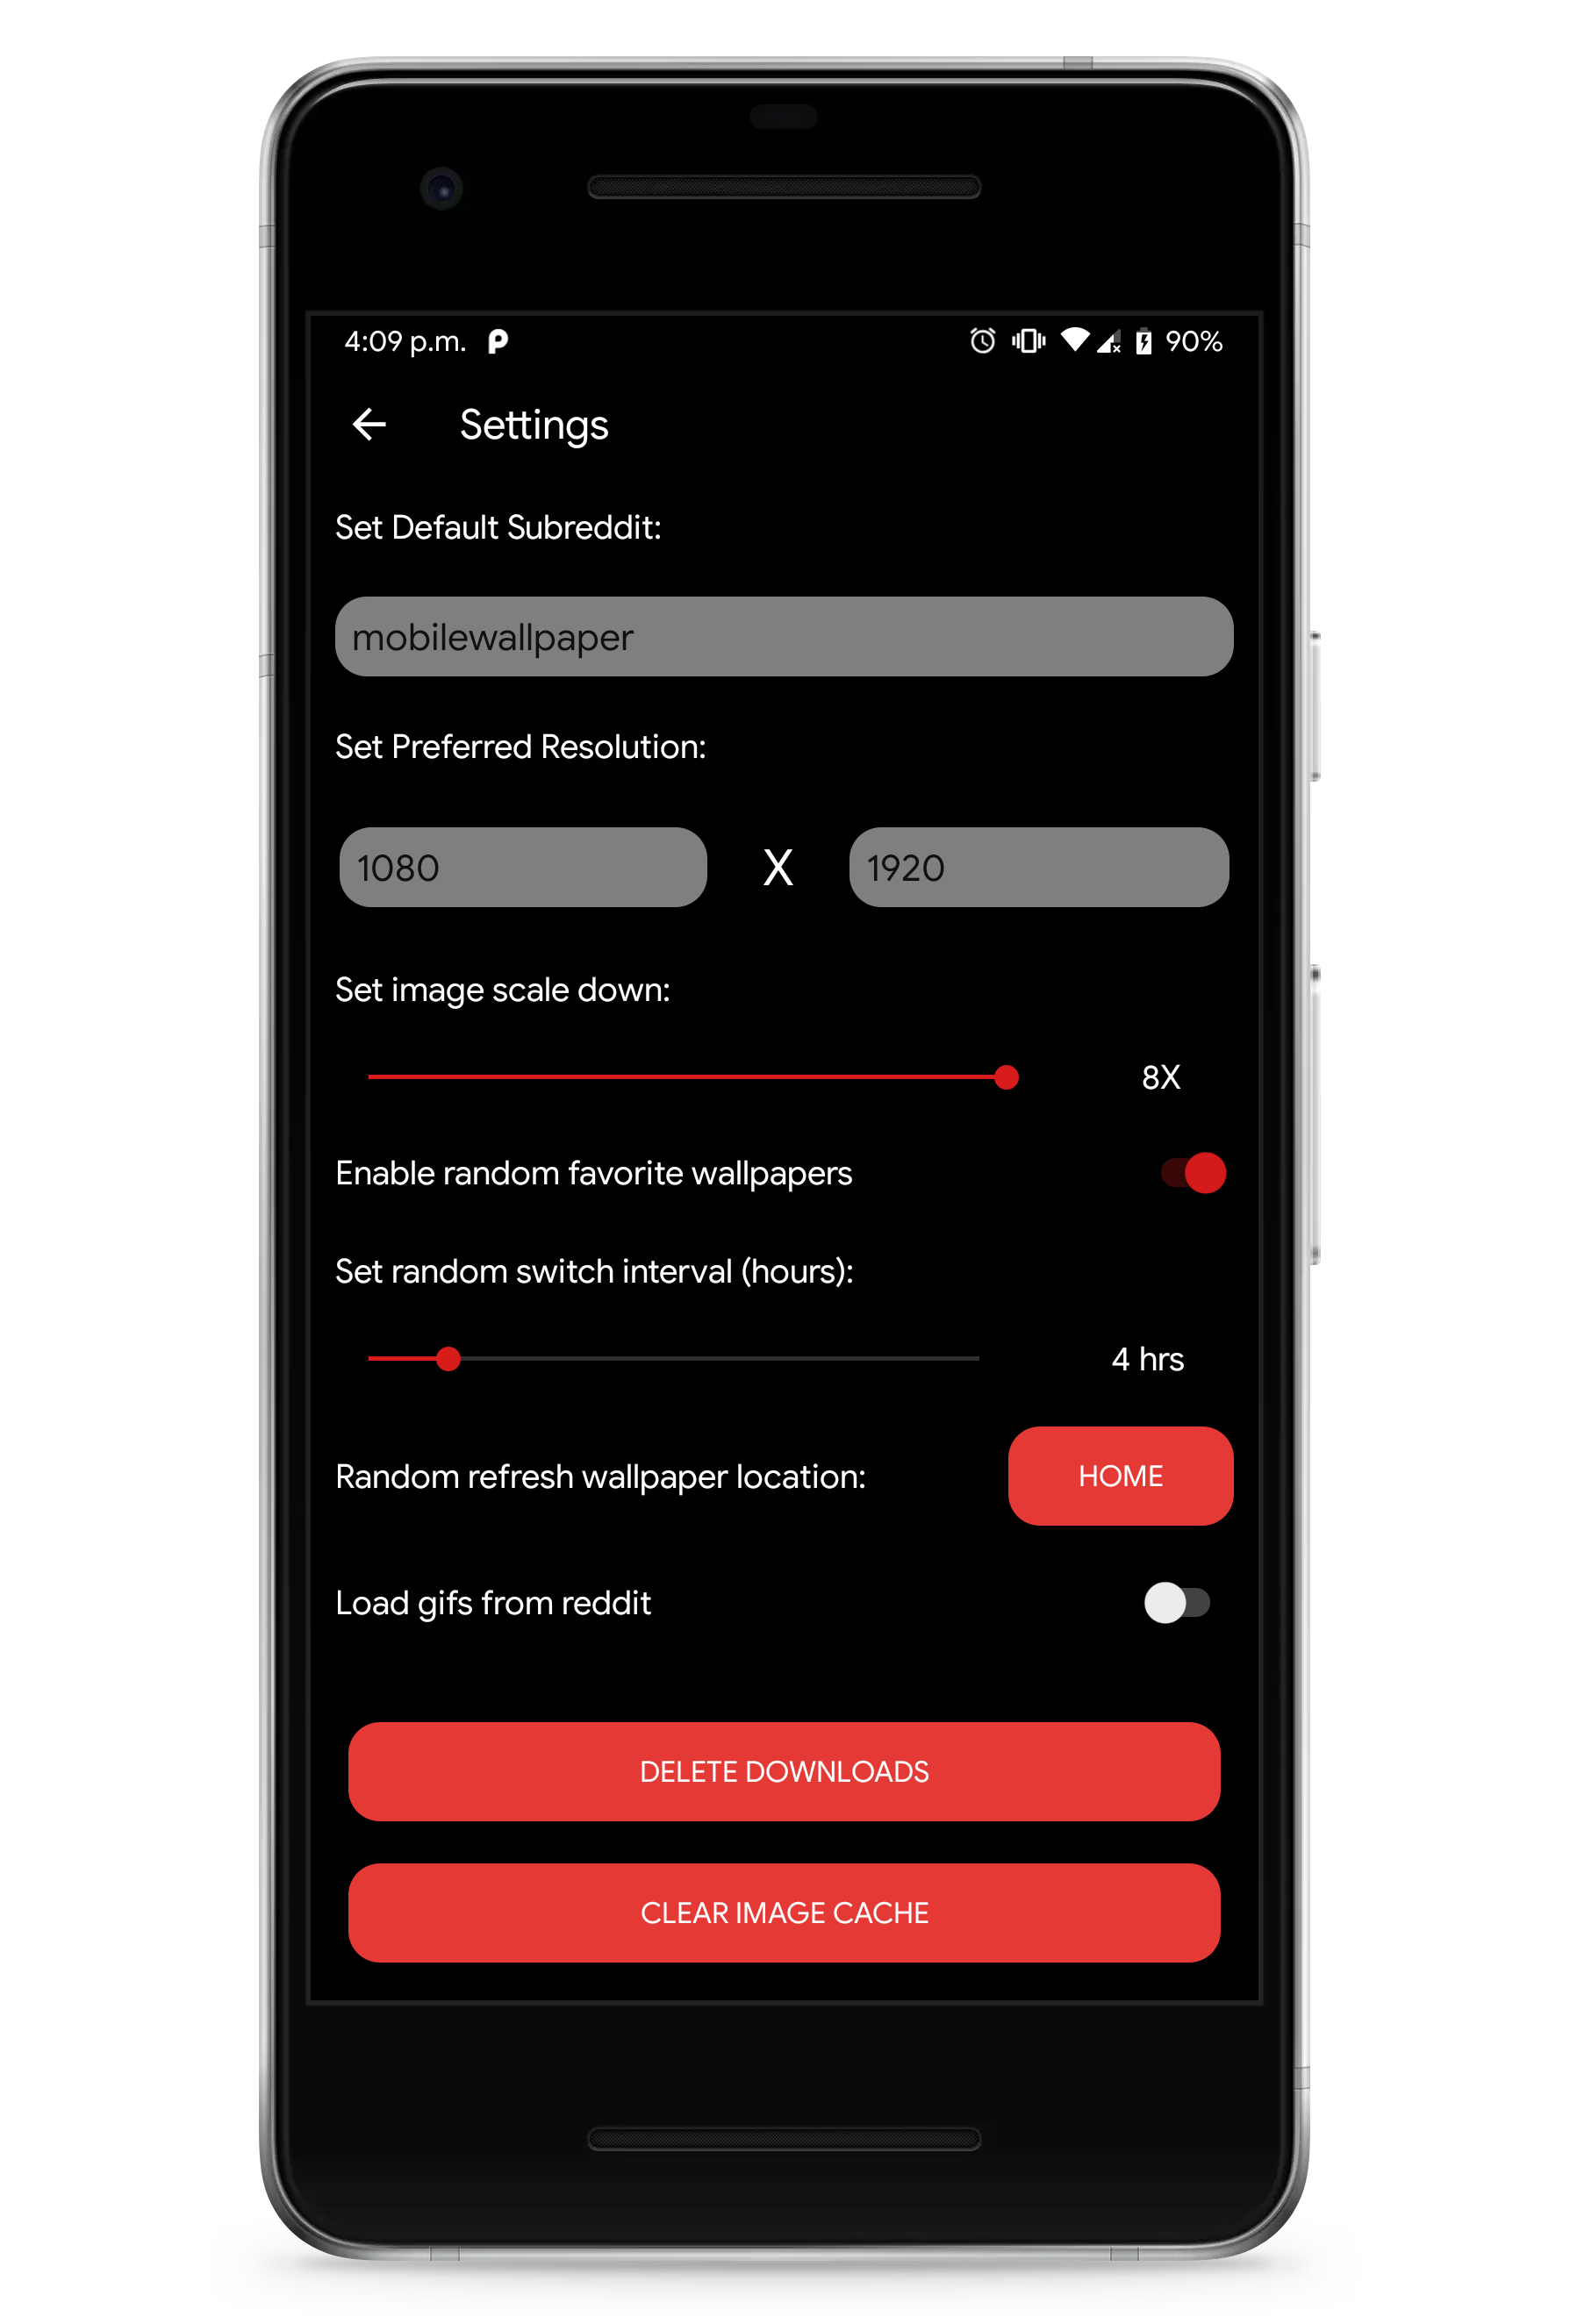 4:09 p.m. 90%
Settings
Set Default Subreddit:
mobilewallpaper
Set Preferred Resolution:
1080 X 1920
Set image scale down:
8X
Enable random favorite wallpapers
Set random switch interval (hours):
4 hrs
Random refresh wallpaper location: HOME
Load gifs from reddit
DELETE DOWNLOADS
CLEAR IMAGE CACHE